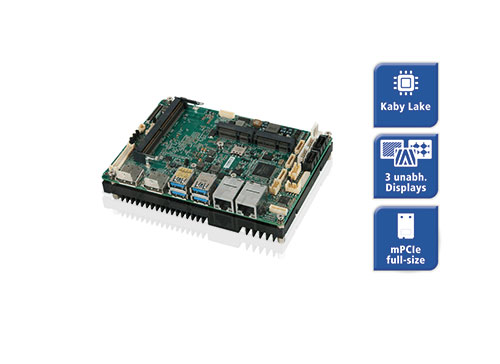 Kaby Lake
3 unabh.
Displays
mPCIe
full-size